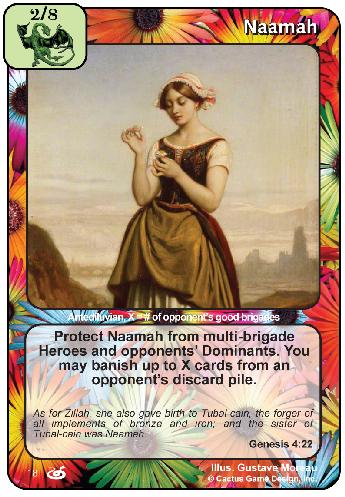 2/8
Naamah
Antediluvian, X = # of opponent's good brigades
Protect Naamah from multi-brigade
Heroes and opponents' Dominants. You
may banish up to X cards from an
opponent's discard pile.
As for Zillah, she also gave birth to Tubal-cain, the forger of
all implements of bronze and iron; and the sister of
Tubal-cain was Naamah.
Genesis 4:22
Illus. Gustave Moreau
© Cactus Game Design, Inc.